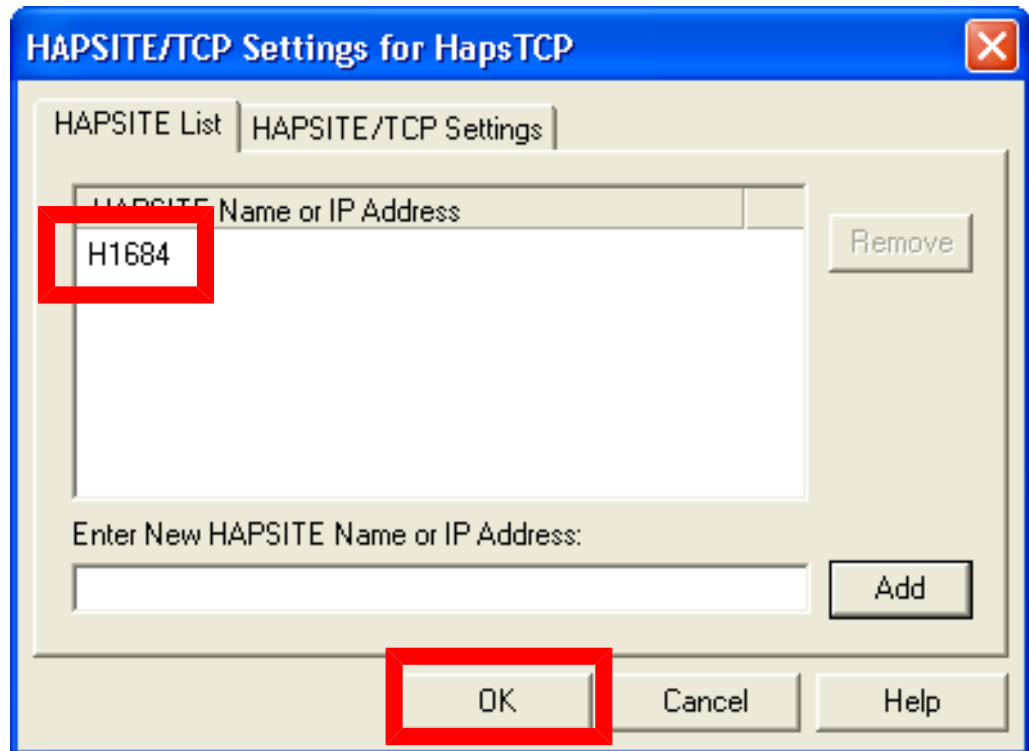 HAPSITE/TCP Settings for HapsTCP
HAPSITE List HAPSITE/TCP Settings
HAPSITE Name or IP Address
H1684
Remove
Enter New HAPSITE Name or IP Address:
Add
OK Cancel Help